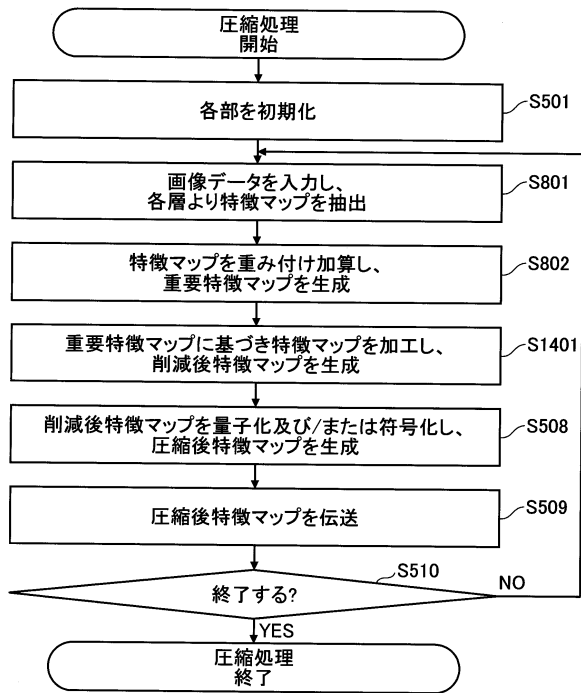 圧縮処理
開始
各部を初期化
S501
画像データを入力し、
各層より特徴マップを抽出
S801
特徴マップを重み付け加算し、
重要特徴マップを生成
S802
重要特徴マップに基づき特徴マップを加工し、
削減後特徴マップを生成
S1401
削減後特徴マップを量子化及び/または符号化し、
圧縮後特徴マップを生成
S508
圧縮後特徴マップを伝送
S509
終了する?
S510
NO
YES
圧縮処理
終了